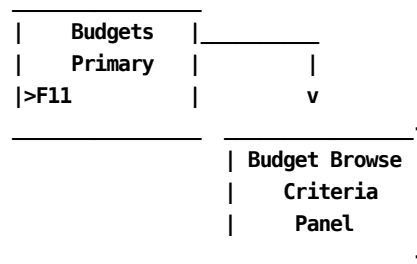 Budgets
Primary
>F11
v
Budget Browse
Criteria
Panel